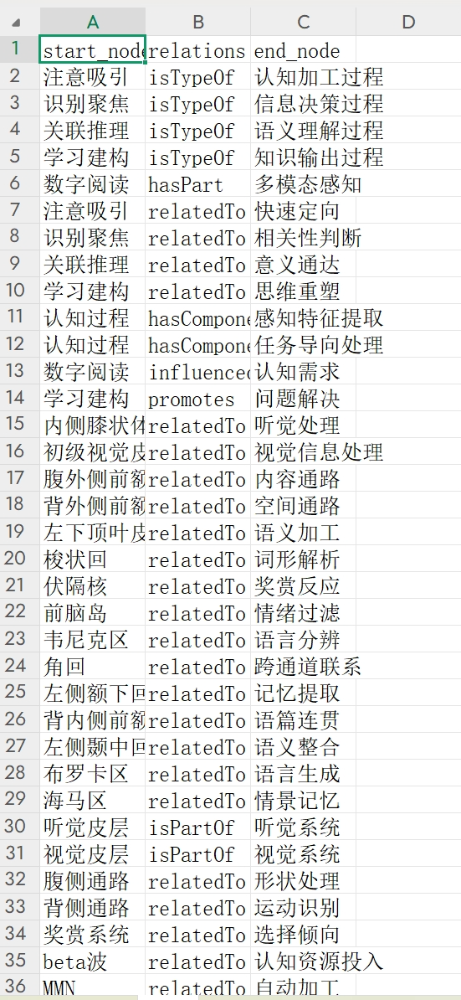 A B C D
1 start_node relations end_node
2 注意吸引 isTypeOf 认知加工过程
3 识别聚焦 isTypeOf 信息决策过程
4 关联推理 isTypeOf 语义理解过程
5 学习建构 isTypeOf 知识输出过程
6 数字阅读 hasPart 多模态感知
7 注意吸引 relatedTo 快速定向
8 识别聚焦 relatedTo 相关性判断
9 关联推理 relatedTo 意义通达
10 学习建构 relatedTo 思维重塑
11 认知过程 hasCompone 感知特征提取
12 认知过程 hasCompone 任务导向处理
13 数字阅读 influenced 认知需求
14 学习建构 promotes 问题解决
15 内侧膝状体 relatedTo 听觉处理
16 初级视觉皮 relatedTo 视觉信息处理
17 腹外侧前额 relatedTo 内容通路
18 背外侧前额 relatedTo 空间通路
19 左下顶叶皮 relatedTo 语义加工
20 梭状回 relatedTo 词形解析
21 伏隔核 relatedTo 奖赏反应
22 前脑岛 relatedTo 情绪过滤
23 韦尼克区 relatedTo 语言分辨
24 角回 relatedTo 跨通道联系
25 左侧额下回 relatedTo 记忆提取
26 背内侧前额 relatedTo 语篇连贯
27 左侧颞中回 relatedTo 语义整合
28 布罗卡区 relatedTo 语言生成
29 海马区 relatedTo 情景记忆
30 听觉皮层 isPartOf 听觉系统
31 视觉皮层 isPartOf 视觉系统
32 腹侧通路 relatedTo 形状处理
33 背侧通路 relatedTo 运动识别
34 奖赏系统 relatedTo 选择倾向
35 beta波 relatedTo 认知资源投入
36 MMN relatedTo 自动加工